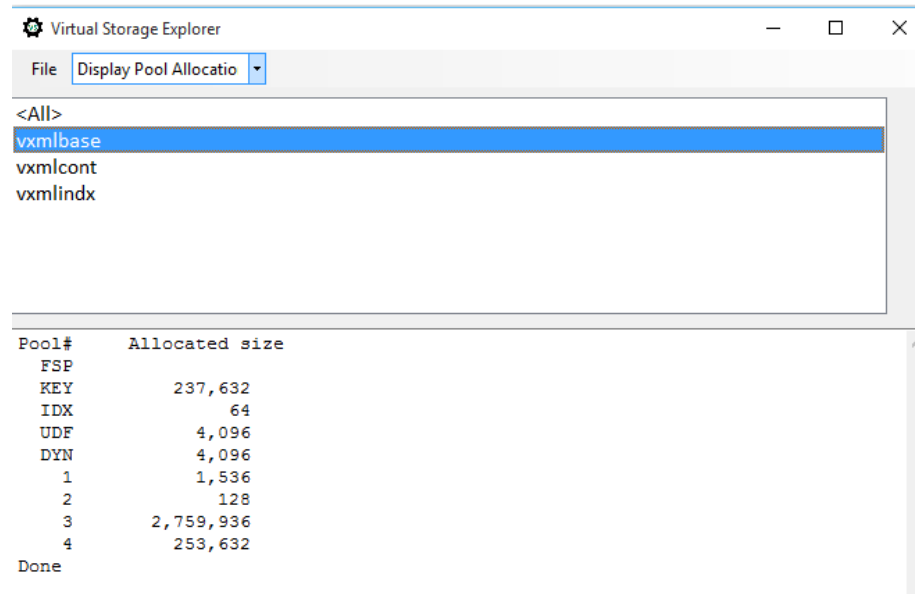 Virtual Storage Explorer
File Display Pool Allocatio
<All>
vxmlbase
vxmlcont
vxmlindx
Pool# Allocated size
FSP
KEY 237,632
IDX 64
UDF 4,096
DYN 4,096
1 1,536
2 128
3 2,759,936
4 253,632
Done